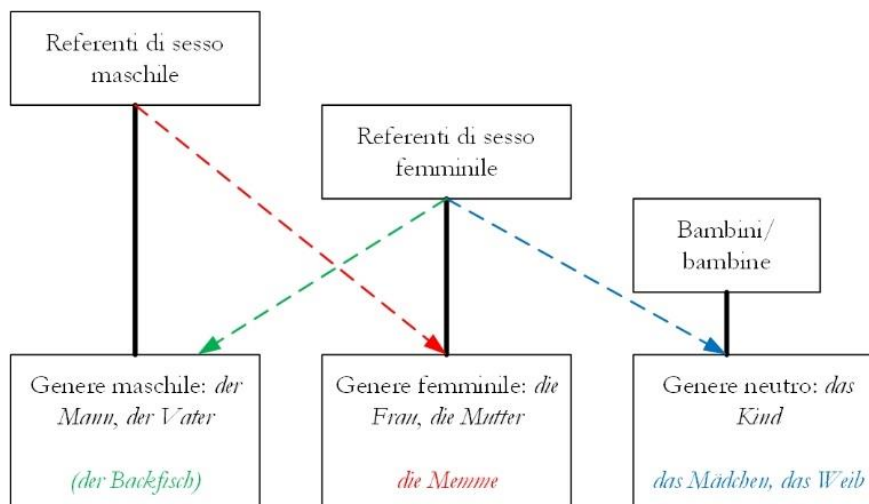 Referenti di sesso
maschile
Referenti di sesso
femminile
Bambini/
bambine
Genere maschile: der
Mann, der Vater
(der Backfisch)
Genere femminile: die
Frau, die Mutter
die Memme
Genere neutro: das
Kind
das Mädchen, das Weib